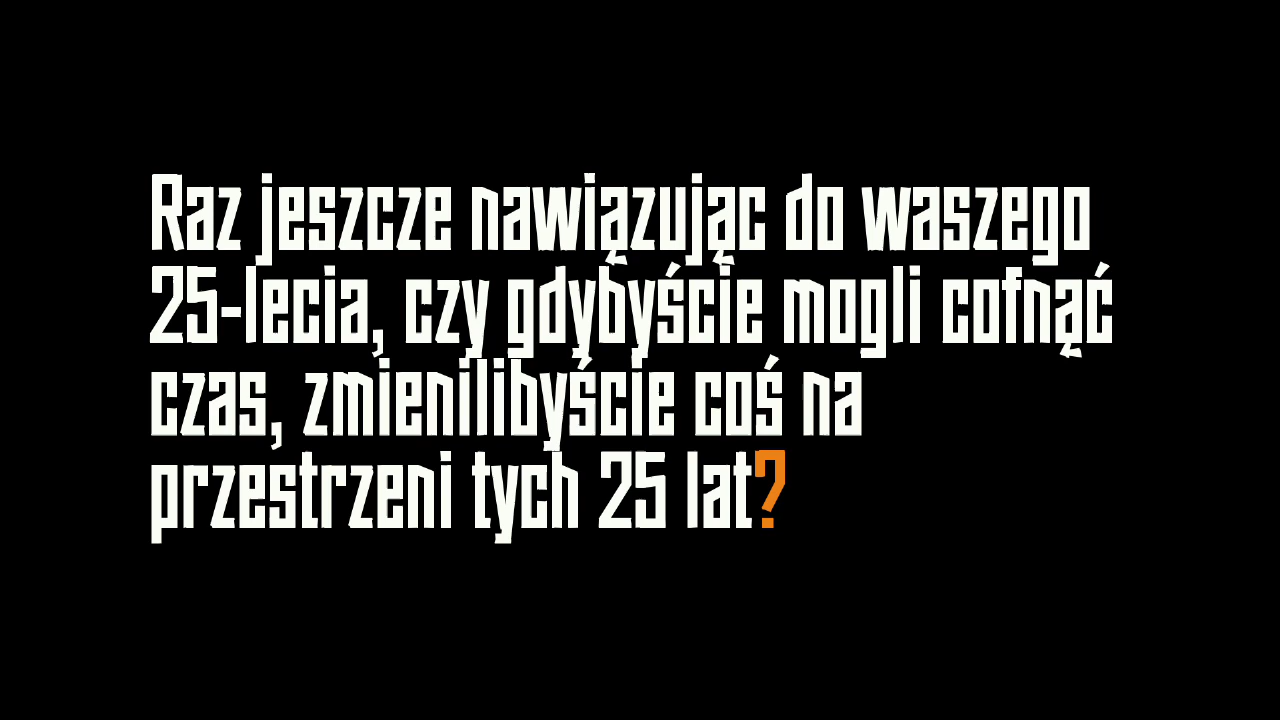 Raz jeszcze nawiązując do waszego
25-lecia, czy gdybyście mogli cofnąć
czas, zmienilibyście coś na
przestrzeni tych 25 lat?